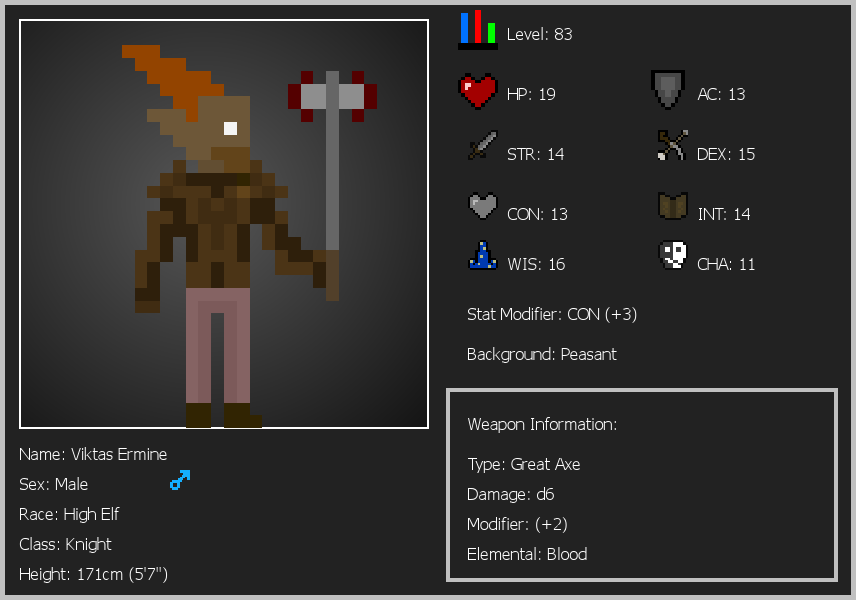 Level: 83
HP: 19
AC: 13
STR: 14
DEX: 15
CON: 13
INT: 14
WIS: 16
CHA: 11
Stat Modifier: CON (+3)
Background: Peasant
Weapon Information:
Type: Great Axe
Damage: d6
Modifier: (+2)
Elemental: Blood
Name: Viktas Ermine
Sex: Male
Race: High Elf
Class: Knight
Height: 171cm (5'7")